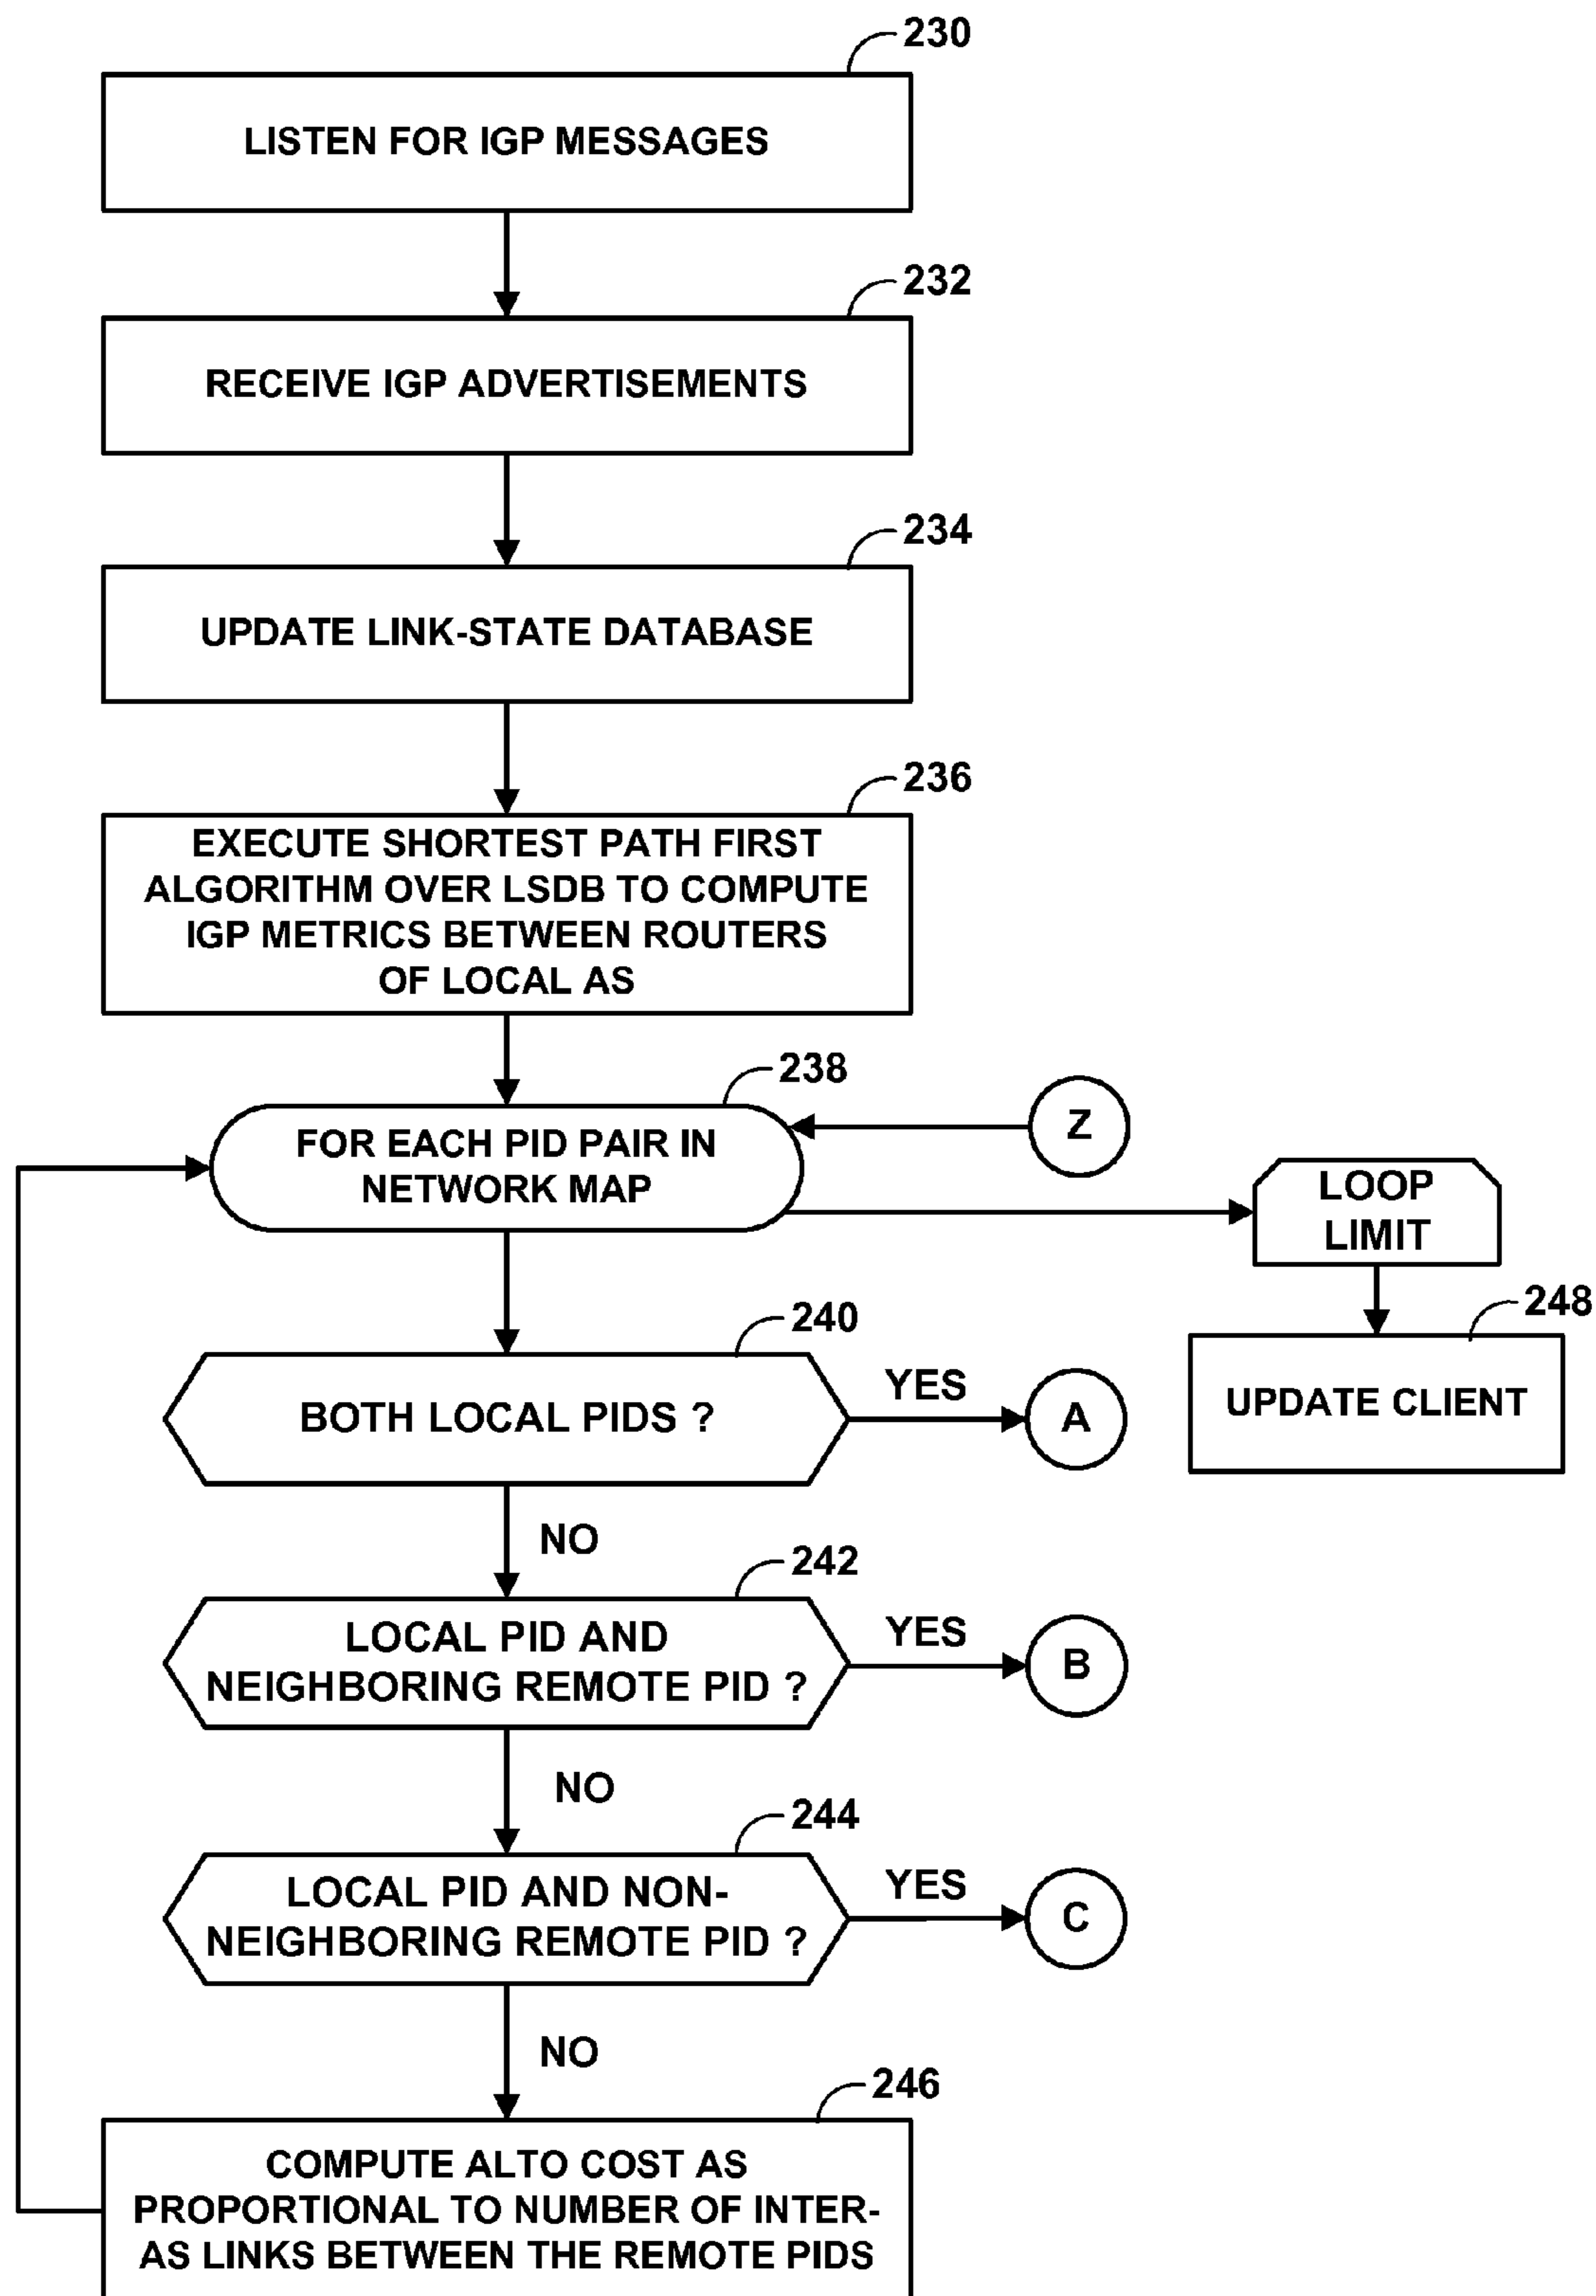 230
LISTEN FOR IGP MESSAGES
232
RECEIVE IGP ADVERTISEMENTS
234
UPDATE LINK-STATE DATABASE
236
EXECUTE SHORTEST PATH FIRST
ALGORITHM OVER LSDB TO COMPUTE
IGP METRICS BETWEEN ROUTERS
OF LOCAL AS
238
FOR EACH PID PAIR IN
NETWORK MAP
Z
LOOP
LIMIT
248
UPDATE CLIENT
240
BOTH LOCAL PIDS ?
YES
A
NO
242
LOCAL PID AND
NEIGHBORING REMOTE PID ?
YES
B
NO
244
LOCAL PID AND NON-
NEIGHBORING REMOTE PID ?
YES
C
NO
246
COMPUTE ALTO COST AS
PROPORTIONAL TO NUMBER OF INTER-
AS LINKS BETWEEN THE REMOTE PIDS